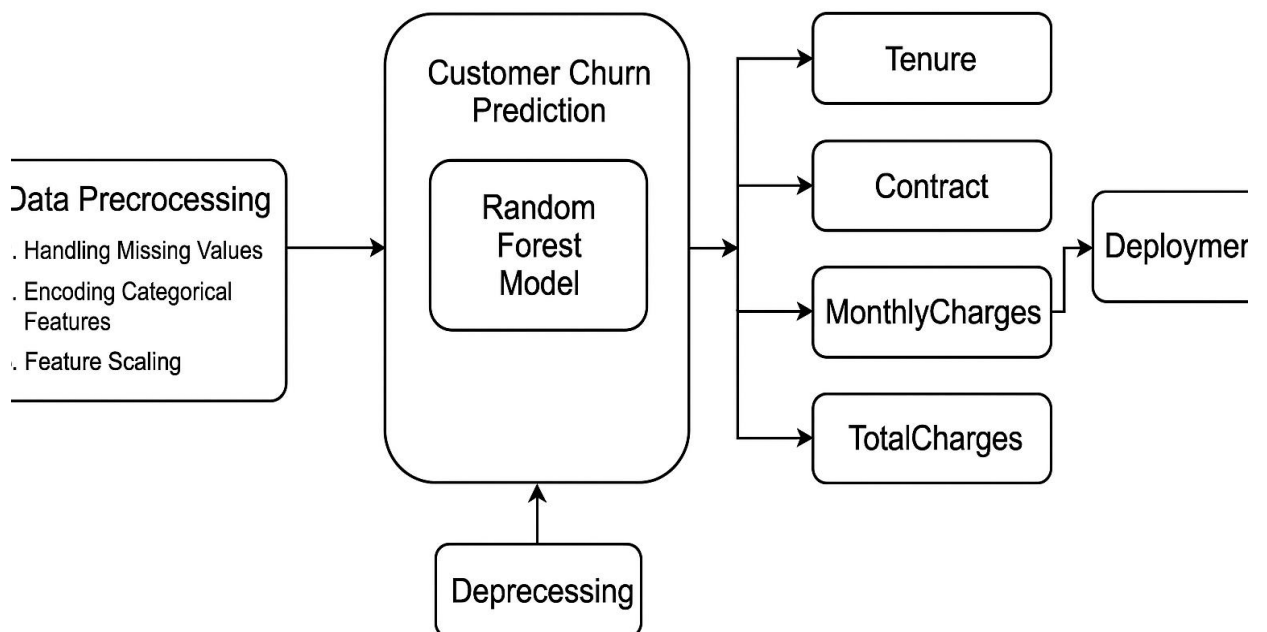 Data Precrocessing
. Handling Missing Values
. Encoding Categorical
Features
. Feature Scaling
Customer Churn
Prediction
Random
Forest
Model
Deprecessing
Tenure
Contract
MonthlyCharges
TotalCharges